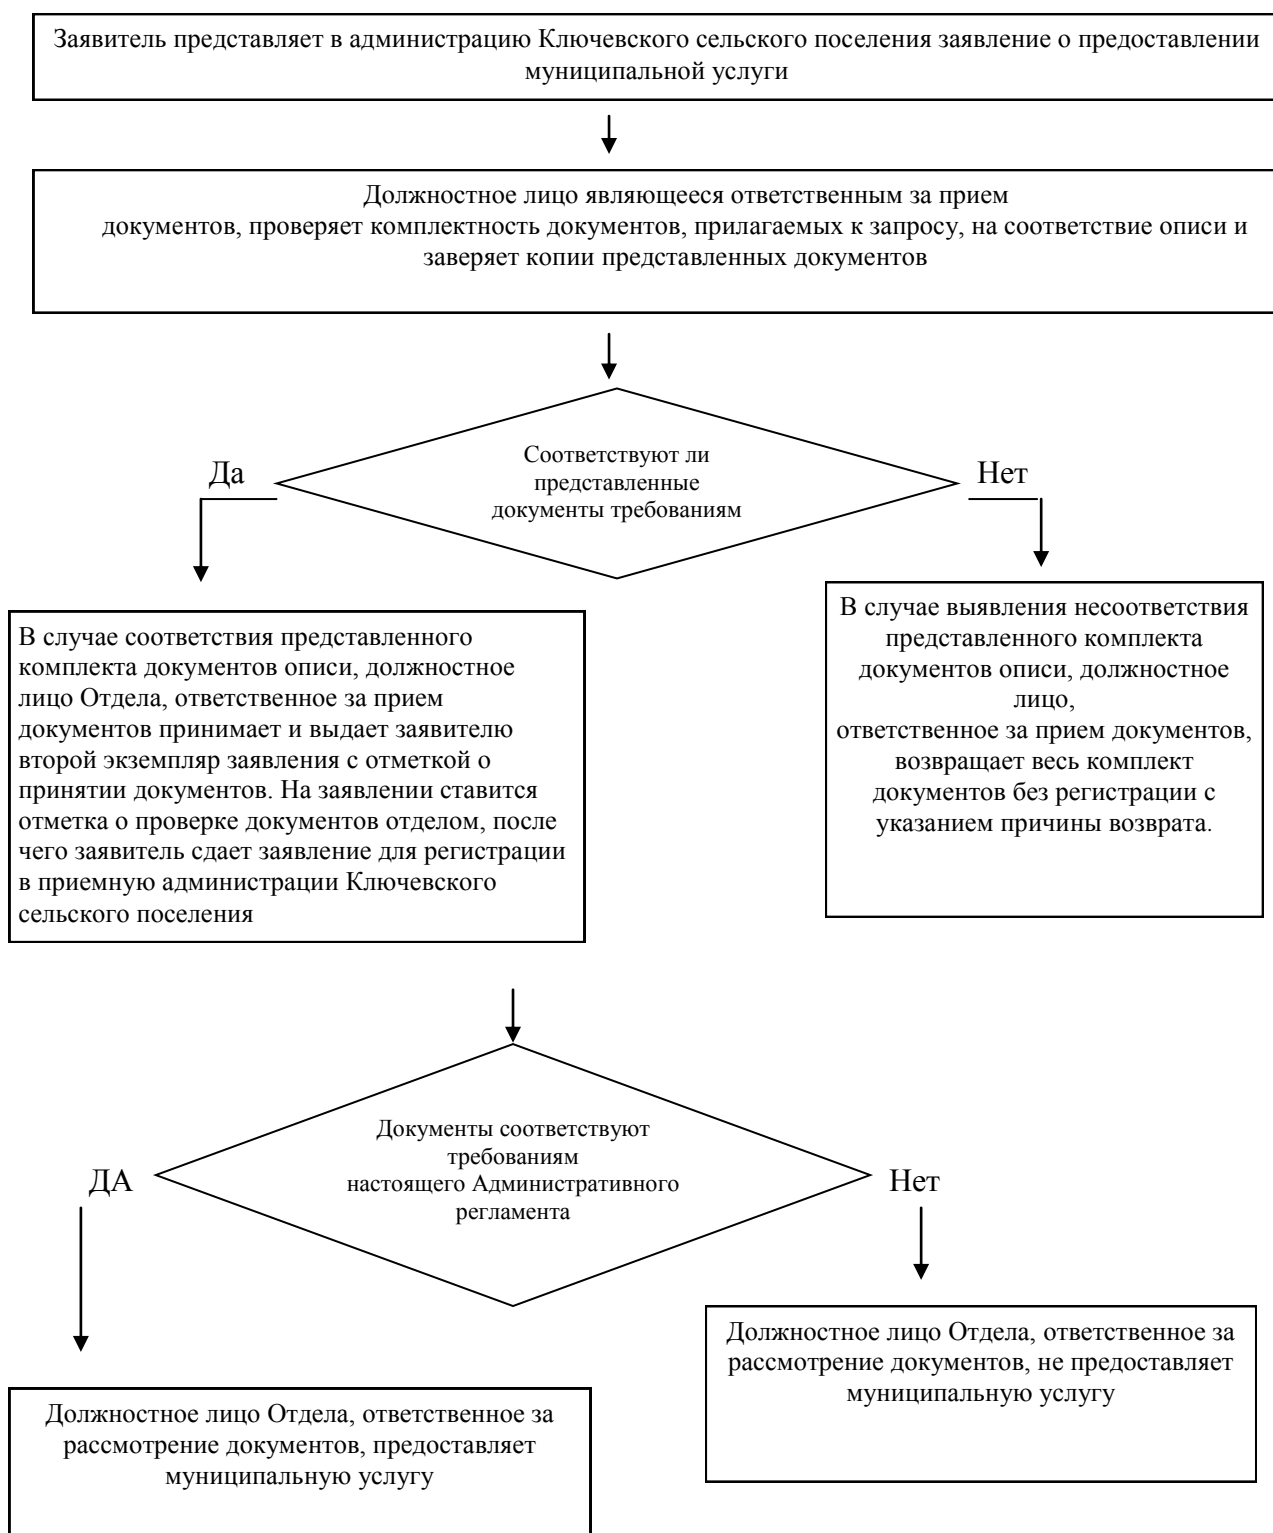 Заявитель представляет в администрацию Ключевского сельского поселения заявление о предоставлении
муниципальной услуги
Должностное лицо являющееся ответственным за прием
документов, проверяет комплектность документов, прилагаемых к запросу, на соответствие описи и
заверяет копии представленных документов
Соответствуют ли
представленные
документы требованиям
Да
Нет
В случае соответствия представленного
комплекта документов описи, должностное
лицо Отдела, ответственное за прием
документов принимает и выдает заявителю
второй экземпляр заявления с отметкой о
принятии документов. На заявлении ставится
отметка о проверке документов отделом, после
чего заявитель сдает заявление для регистрации
в приемную администрации Ключевского
сельского поселения
В случае выявления несоответствия
представленного комплекта
документов описи, должностное
лицо,
ответственное за прием документов,
возвращает весь комплект
документов без регистрации с
указанием причины возврата.
Документы соответствуют
требованиям
настоящего Административного
регламента
ДА
Нет
Должностное лицо Отдела, ответственное за
рассмотрение документов, не предоставляет
муниципальную услугу
Должностное лицо Отдела, ответственное за
рассмотрение документов, предоставляет
муниципальную услугу